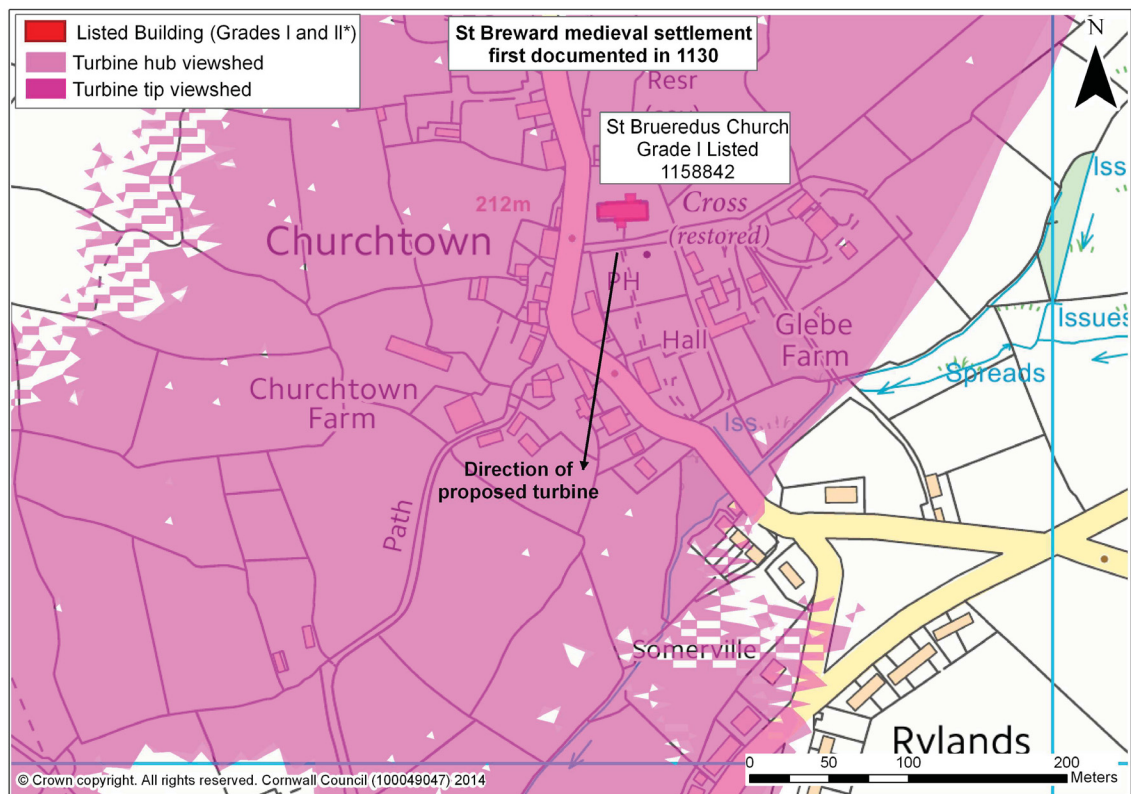 Listed Building (Grades I and II*)
Turbine hub viewshed
Turbine tip viewshed
St Breward medieval settlement
first documented in 1130
N
Resr
St Brueredus Church
Grade I Listed
1158842
Iss
212m
Cross
(restored)
Churchtown
PH
Hall
Glebe
Farm
Issues
Spreads
Churchtown
Farm
Iss
Direction of
proposed turbine
Path
Somerville
Rylands
0 50 100 200
Meters
© Crown copyright. All rights reserved. Cornwall Council (100049047) 2014